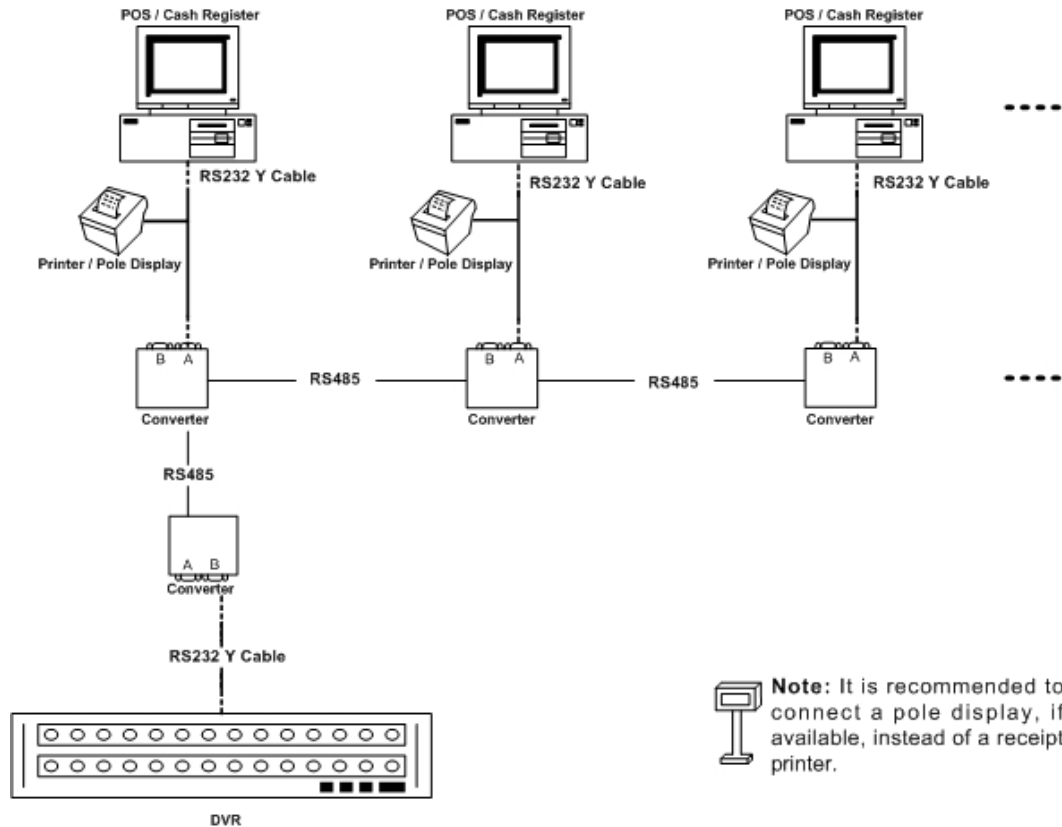 POS / Cash Register
POS / Cash Register
POS / Cash Register
RS232 Y Cable
RS232 Y Cable
RS232 Y Cable
Printer / Pole Display
Printer / Pole Display
Printer / Pole Display
B A
B A
B A
RS485
RS485
Converter
Converter
Converter
RS485
A B
Converter
RS232 Y Cable
Note: It is recommended to
connect a pole display, if
available, instead of a receipt
printer.
DVR